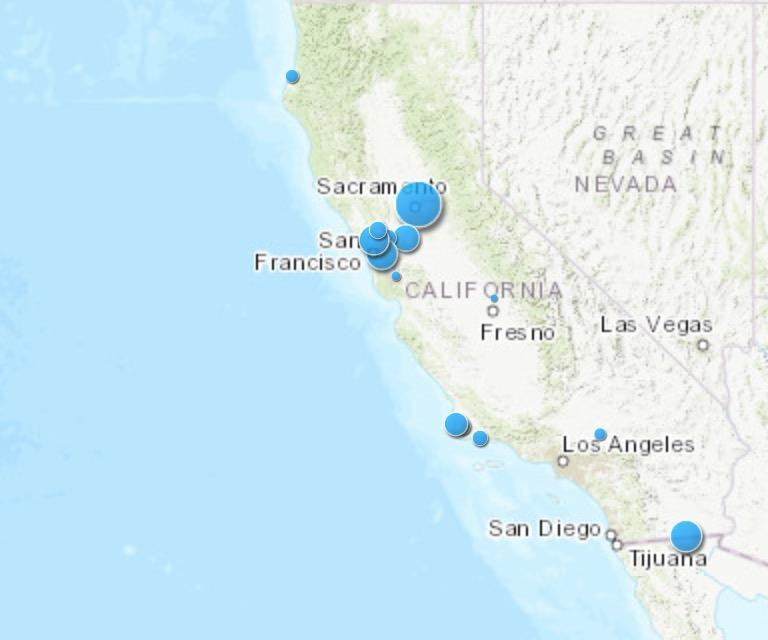 GREAT
BASIN
NEVADA
Sacramento
San
Francisco
CALIFORNIA
Fresno
Las Vegas
Los Angeles
San Diego
Tijuana